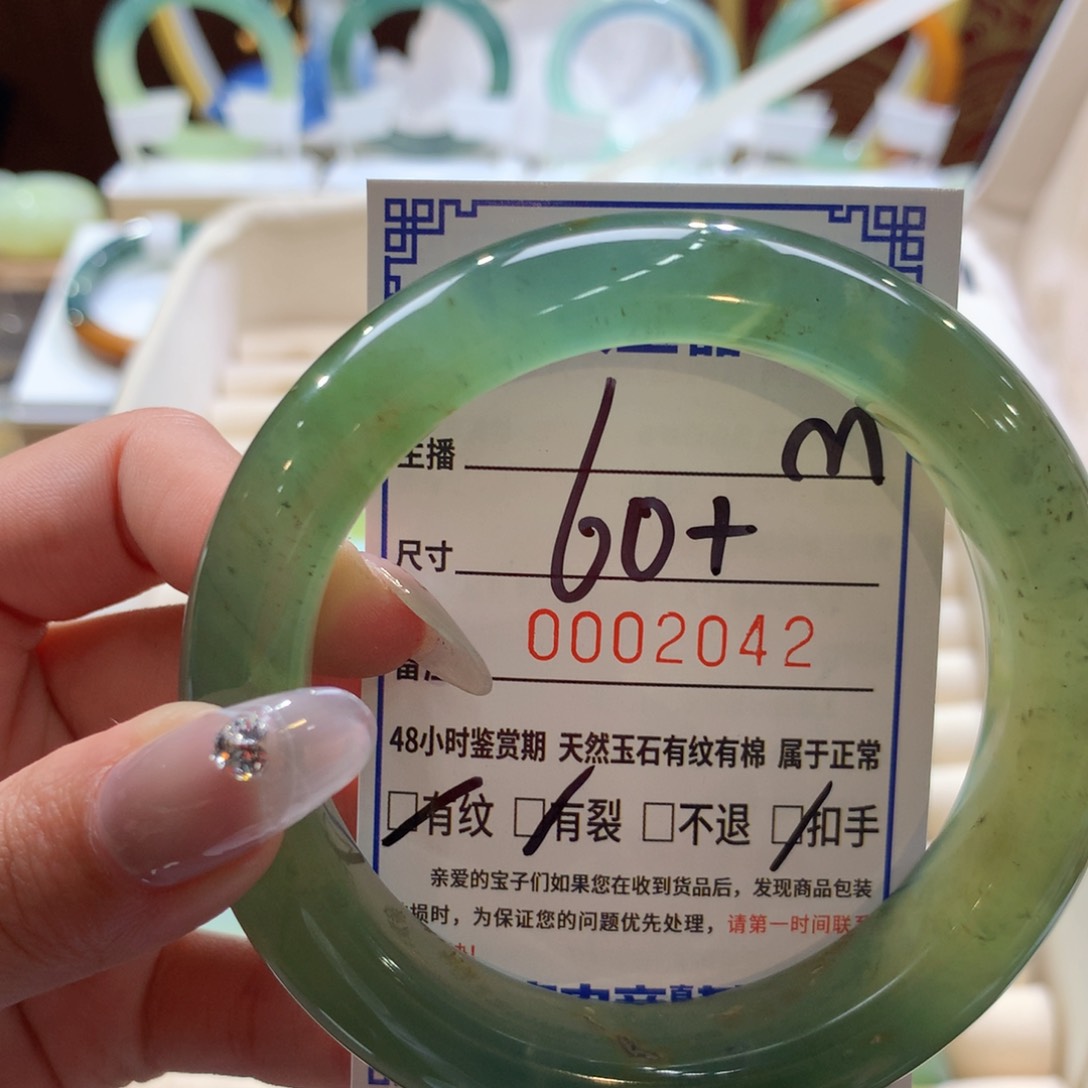 主播 M
尺寸 60+
0002042
备注
48小时鉴赏期 天然玉石有纹有棉 属于正常
□有纹 □有裂 □不退 □扣手
亲爱的宝子们如果您在收到货品后，发现商品包装
损时，为保证您的问题优先处理，请第一时间联系